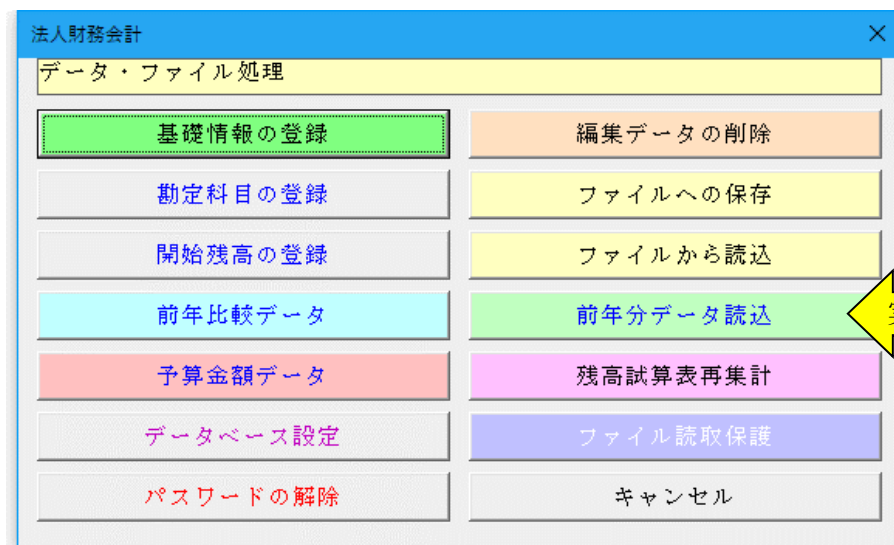 法人財務会計
データ・ファイル処理
基礎情報の登録 編集データの削除
勘定科目の登録 ファイルへの保存
開始残高の登録 ファイルから読込
前年比較データ 前年分データ読込
予算金額データ 残高試算表再集計
データベース設定 ファイル読取保護
パスワードの解除 キャンセル